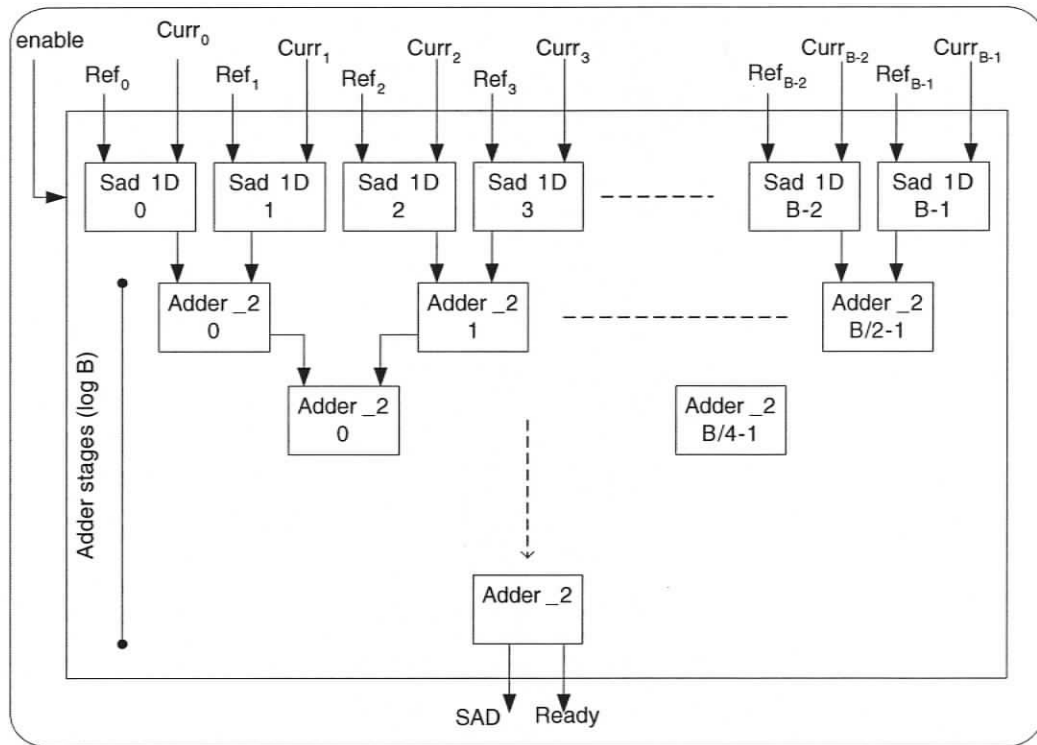 enable
Curr0
Curr1
Curr2
Curr3
CurrB-2
CurrB-1
Ref0
Ref1
Ref2
Ref3
RefB-2
RefB-1
Sad 1D
0
Sad 1D
1
Sad 1D
2
Sad 1D
3
Sad 1D
B-2
Sad 1D
B-1
Adder _2
0
Adder _2
1
Adder _2
B/2-1
Adder _2
0
Adder _2
B/4-1
Adder stages (log B)
Adder _2
SAD
Ready